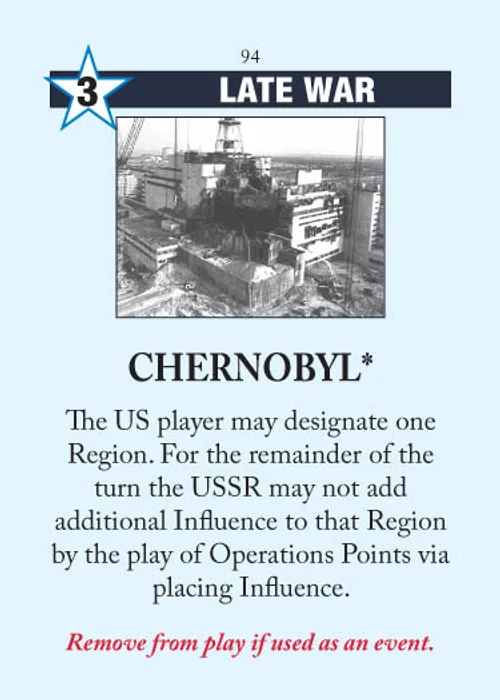 94
3
LATE WAR
CHERNOBYL*
The US player may designate one
Region. For the remainder of the
turn the USSR may not add
additional Influence to that Region
by the play of Operations Points via
placing Influence.
Remove from play if used as an event.